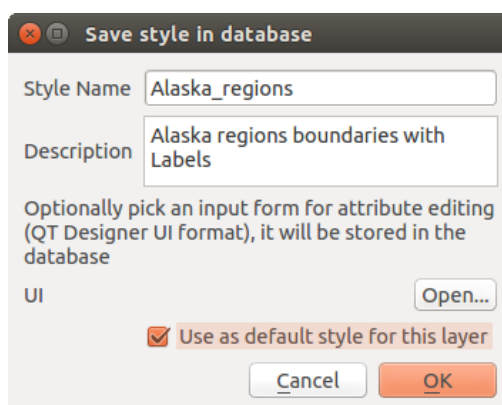 Save style in database
Style Name Alaska_regions
Description Alaska regions boundaries with
Labels
Optionally pick an input form for attribute editing
(QT Designer UI format), it will be stored in the
database
UI Open...
Use as default style for this layer
Cancel OK